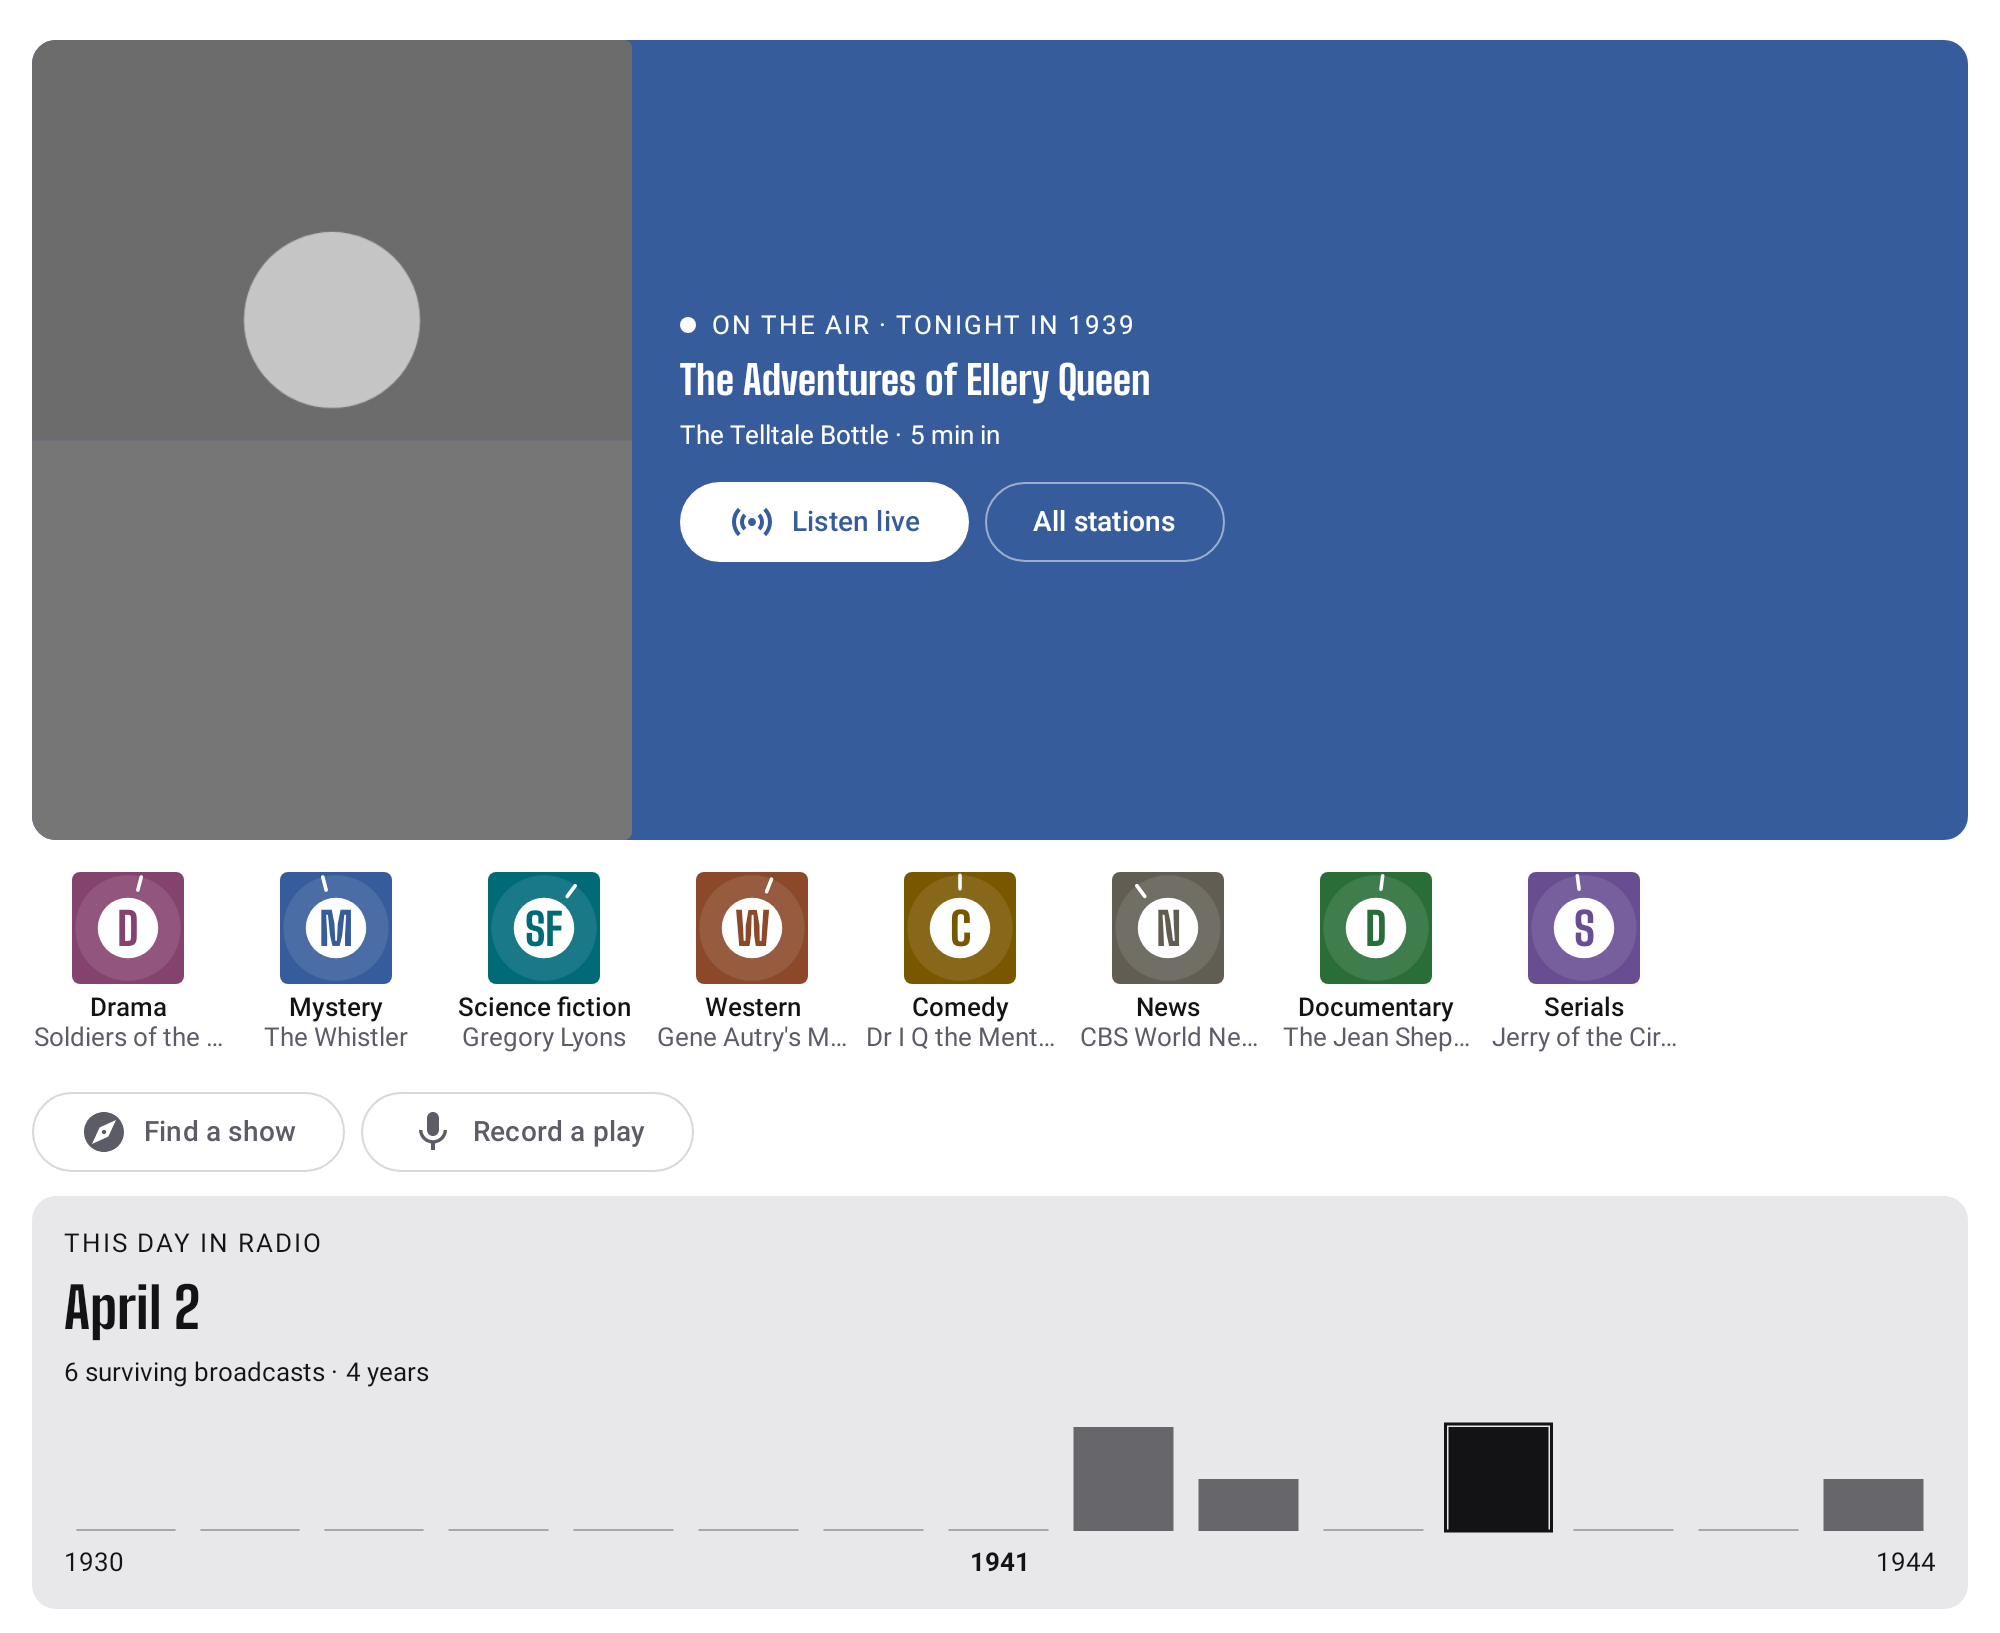 ON THE AIR · TONIGHT IN 1939
The Adventures of Ellery Queen
The Telltale Bottle · 5 min in
Listen live
All stations
D
M
SF
W
C
N
D
S
Drama
Mystery
Science fiction
Western
Comedy
News
Documentary
Serials
Soldiers of the ...
The Whistler
Gregory Lyons
Gene Autry's M...
Dr I Q the Ment...
CBS World Ne...
The Jean Shep...
Jerry of the Cir...
Find a show
Record a play
THIS DAY IN RADIO
April 2
6 surviving broadcasts · 4 years
1930
1941
1944